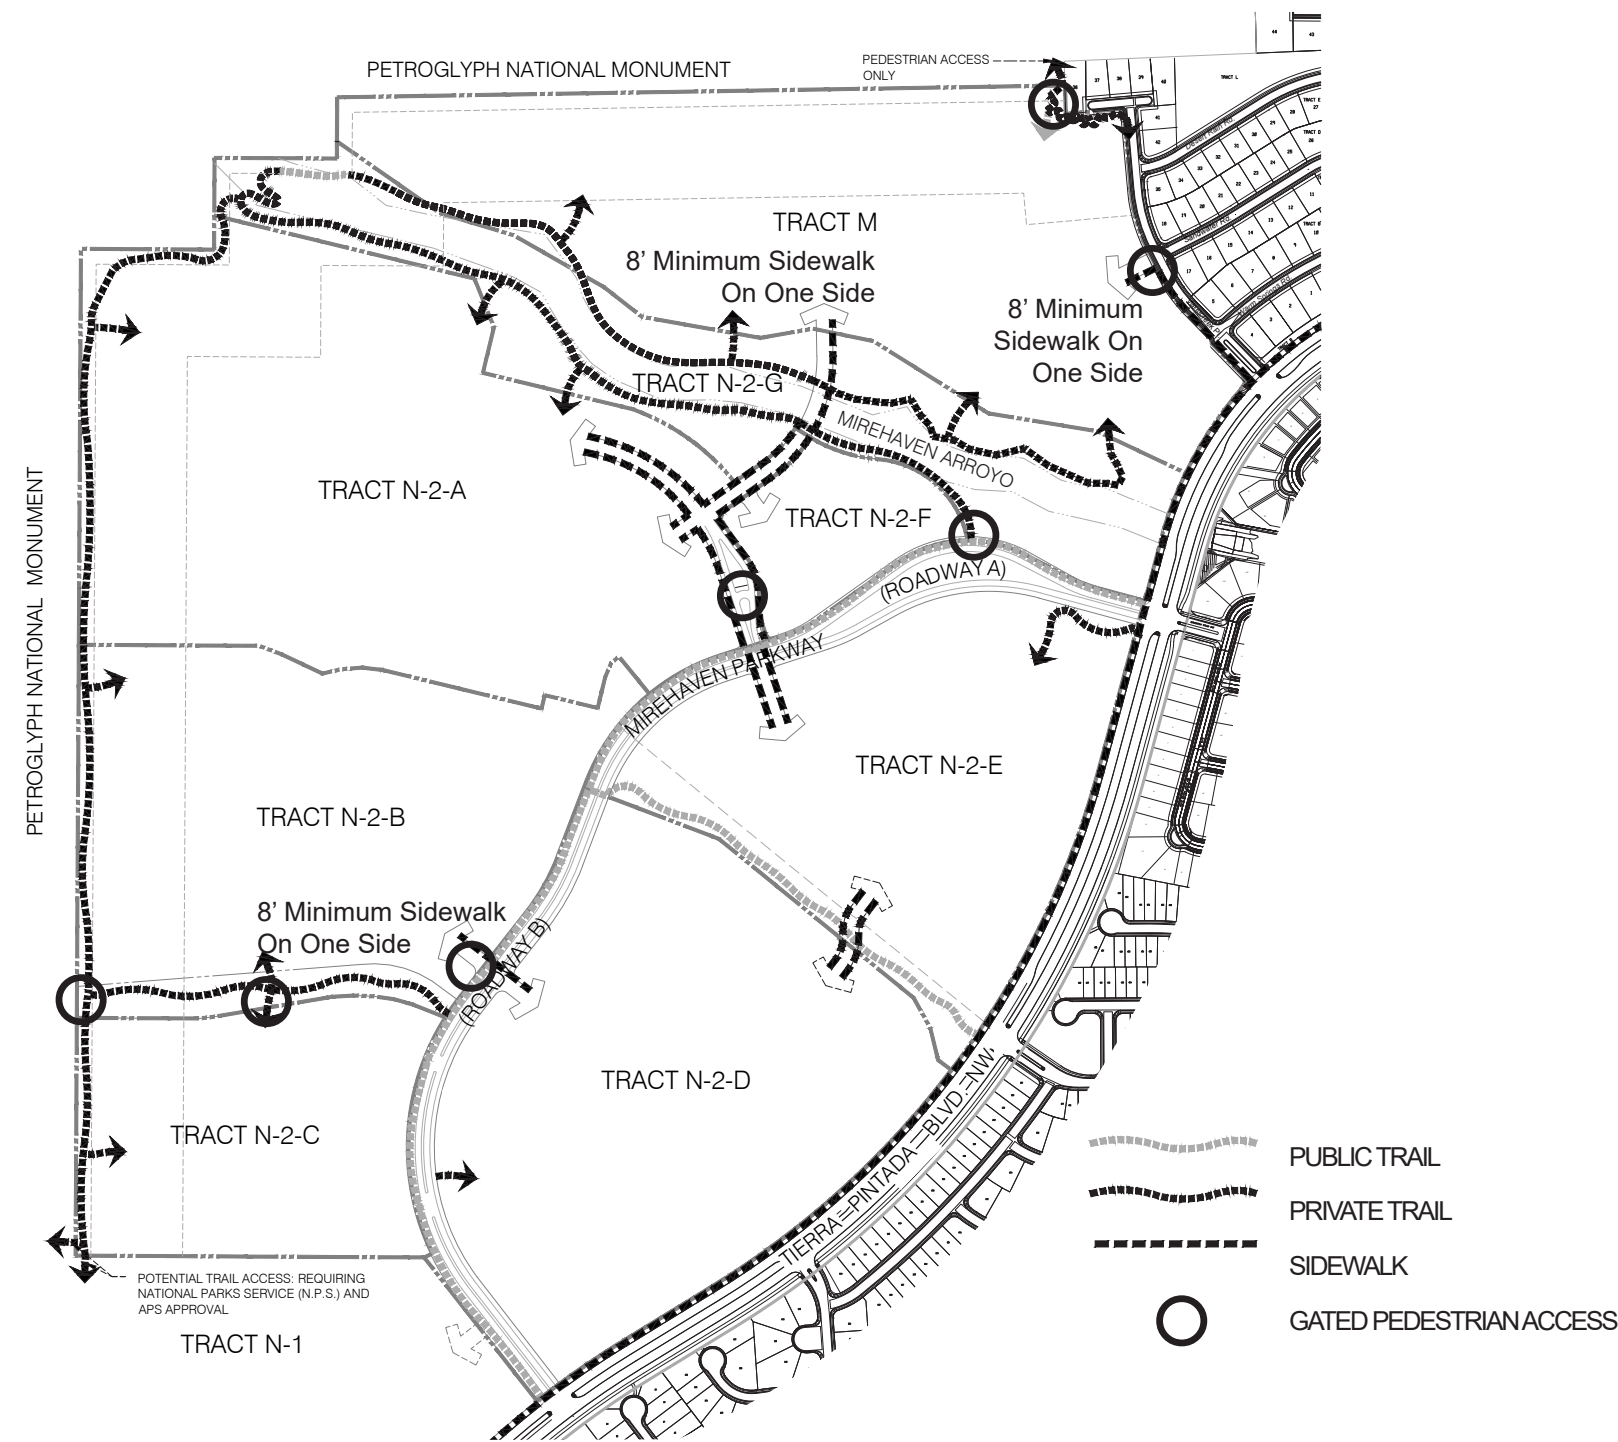 PETROGLYPH NATIONAL MONUMENT
PEDESTRIAN ACCESS
ONLY
TRACT L
TRACT M
8’ Minimum Sidewalk
On One Side
8’ Minimum
Sidewalk On
One Side
TRACT N-2-G
MIREHAVEN ARROYO
TRACT N-2-A
TRACT N-2-F
(ROADWAY A)
PETROGLYPH NATIONAL MONUMENT
MIREHAVEN PARKWAY
TRACT N-2-E
TRACT N-2-B
8’ Minimum Sidewalk
On One Side
(ROADWAY B)
TRACT N-2-D
TRACT N-2-C
TIERRA PINTADA BLVD. NW
POTENTIAL TRAIL ACCESS: REQUIRING
NATIONAL PARKS SERVICE (N.P.S.) AND
APS APPROVAL
TRACT N-1
PUBLIC TRAIL
PRIVATE TRAIL
SIDEWALK
GATED PEDESTRIAN ACCESS